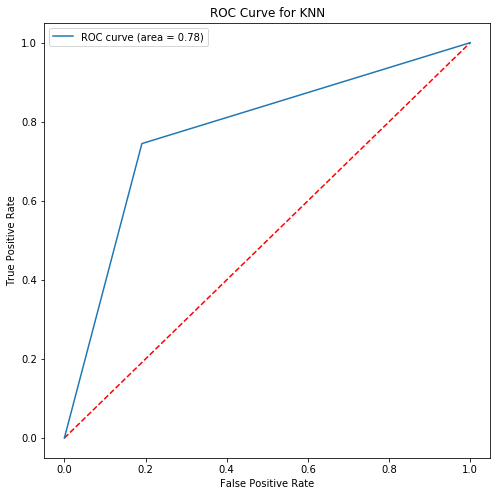 ROC Curve for KNN
ROC curve (area = 0.78)
True Positive Rate
1.0
0.8
0.6
0.4
0.2
0.0
0.0 0.2 0.4 0.6 0.8 1.0
False Positive Rate